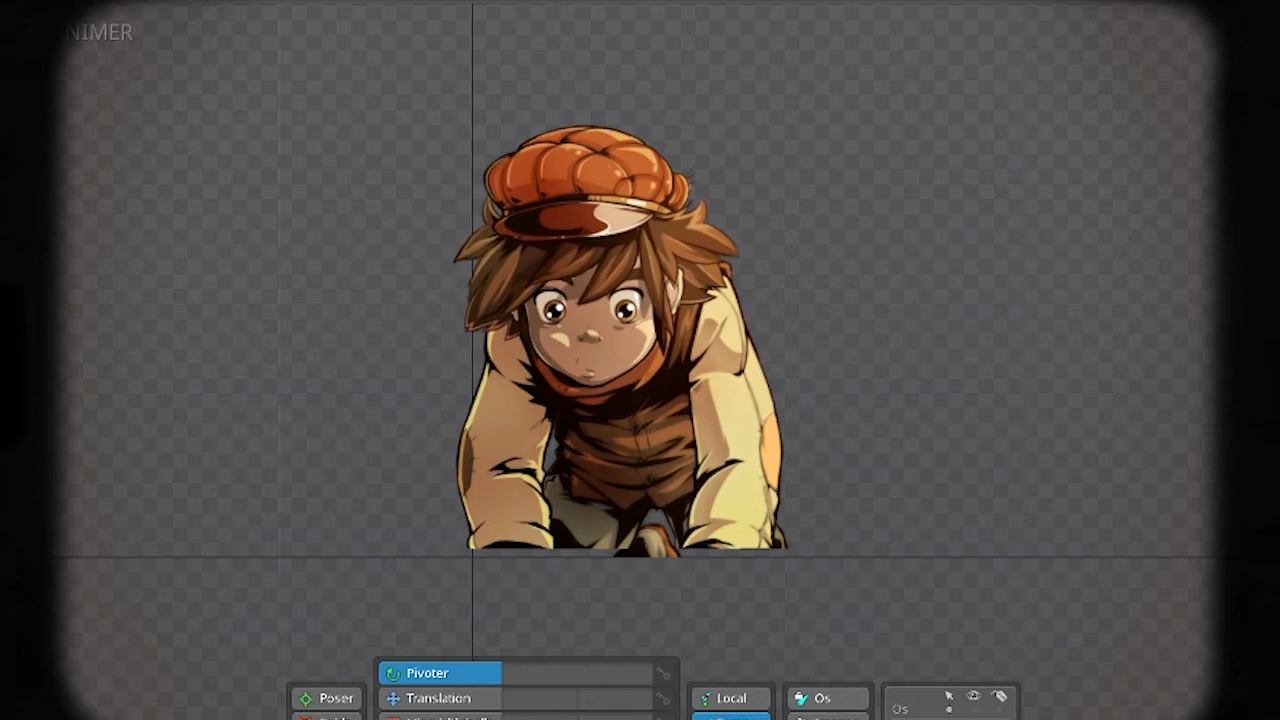 NIMER
Pivoter
Poser
Translation
Local
Os
Os